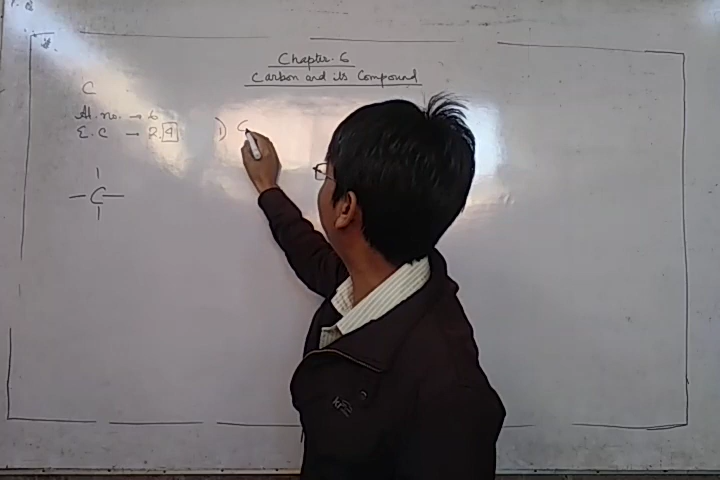 Chapter. 6
Carbon and its Compound
C
At. no. → 6
E.C → 2.4
1) C
C